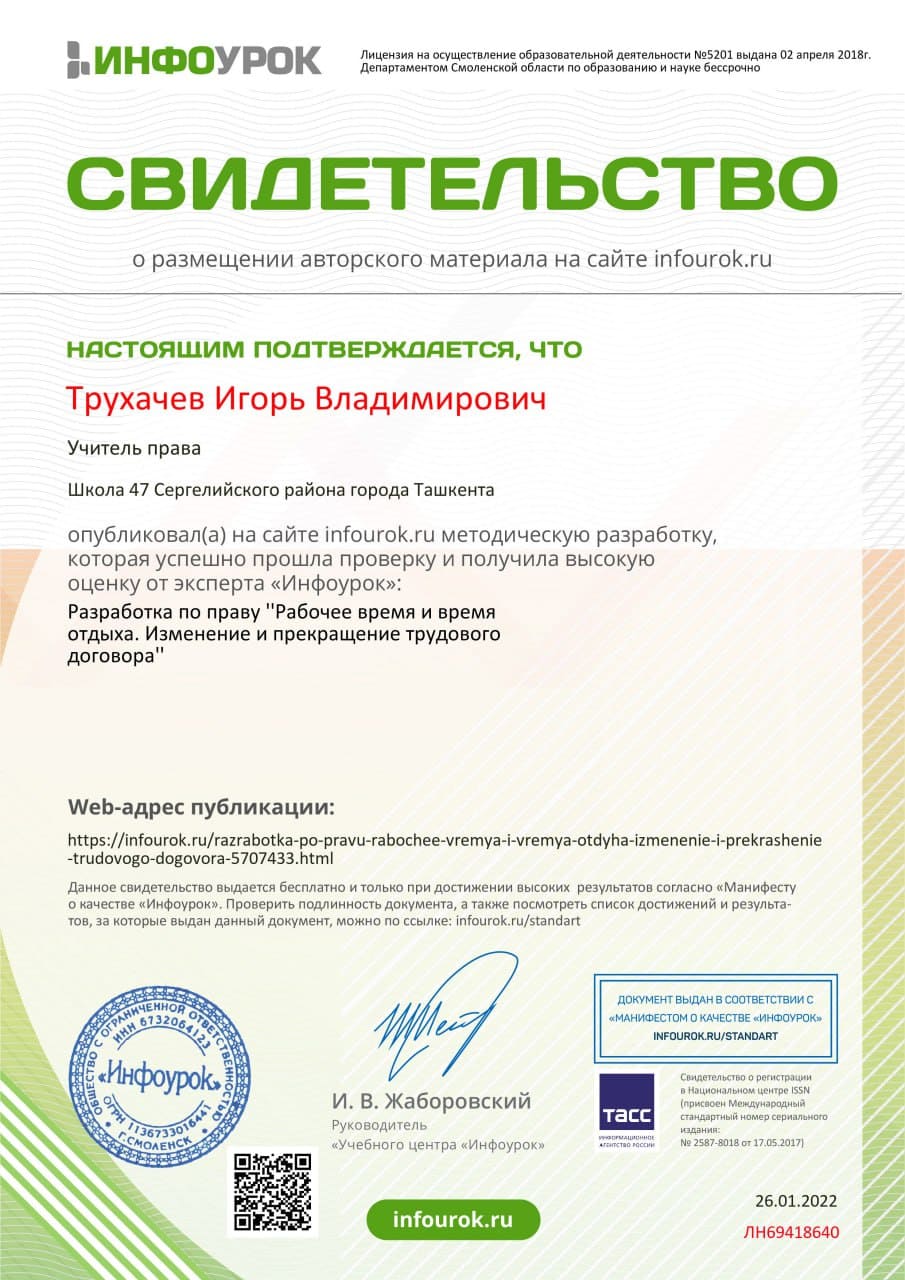 ИНФОУРОК
Лицензия на осуществление образовательной деятельности №5201 выдана 02 апреля 2018г.
Департаментом Смоленской области по образованию и науке бессрочно
СВИДЕТЕЛЬСТВО
о размещении авторского материала на сайте infourok.ru
НАСТОЯЩИМ ПОДТВЕРЖДАЕТСЯ, ЧТО
Трухачев Игорь Владимирович
Учитель права
Школа 47 Сергелийского района города Ташкента
опубликовал(а) на сайте infourok.ru методическую разработку,
которая успешно прошла проверку и получила высокую
оценку от эксперта «Инфоурок»:
Разработка по праву "Рабочее время и время
отдыха. Изменение и прекращение трудового
договора"
Web-адрес публикации:
https://infourok.ru/razrabotka-po-pravu-rabochee-vremya-i-vremya-otdyha-izmenenie-i-prekrashenie
-trudovogo-dogovora-5707433.html
Данное свидетельство выдается бесплатно и только при достижении высоких результатов согласно «Манифесту
о качестве «Инфоурок». Проверить подлинность документа, а также посмотреть список достижений и результа-
тов, за которые выдан данный документ, можно по ссылке: infourok.ru/standart
ОБЩЕСТВО С ОГРАНИЧЕННОЙ ОТВЕТСТВЕННОСТЬЮ
ИНН 6732064123
«Инфоурок»
ОГРН 1136733016441
Г.СМОЛЕНСК
И. В. Жаборовский
Руководитель
«Учебного центра «Инфоурок»
ДОКУМЕНТ ВЫДАН В СООТВЕТСТВИИ С
«МАНИФЕСТОМ О КАЧЕСТВЕ «ИНФОУРОК»
INFOUROK.RU/STANDART
ТАСС
ИНФОРМАЦИОННОЕ
АГЕНТСТВО РОССИИ
Свидетельство о регистрации
в Национальном центре ISSN
(присвоен Международный
стандартный номер сериального
издания:
№ 2587-8018 от 17.05.2017)
infourok.ru
26.01.2022
ЛН69418640